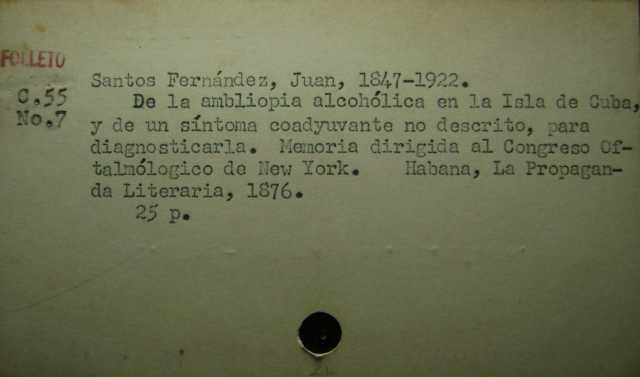 FOLLETO
C.55
No.7
Santos Fernández, Juan, 1847-1922.
De la ambliopia alcohólica en la Isla de Cuba,
y de un síntoma coadyuvante no descrito, para
diagnosticarla. Memoria dirigida al Congreso Of-
talmólogico de New York. Habana, La Propagan-
da Literaria, 1876.
25 p.